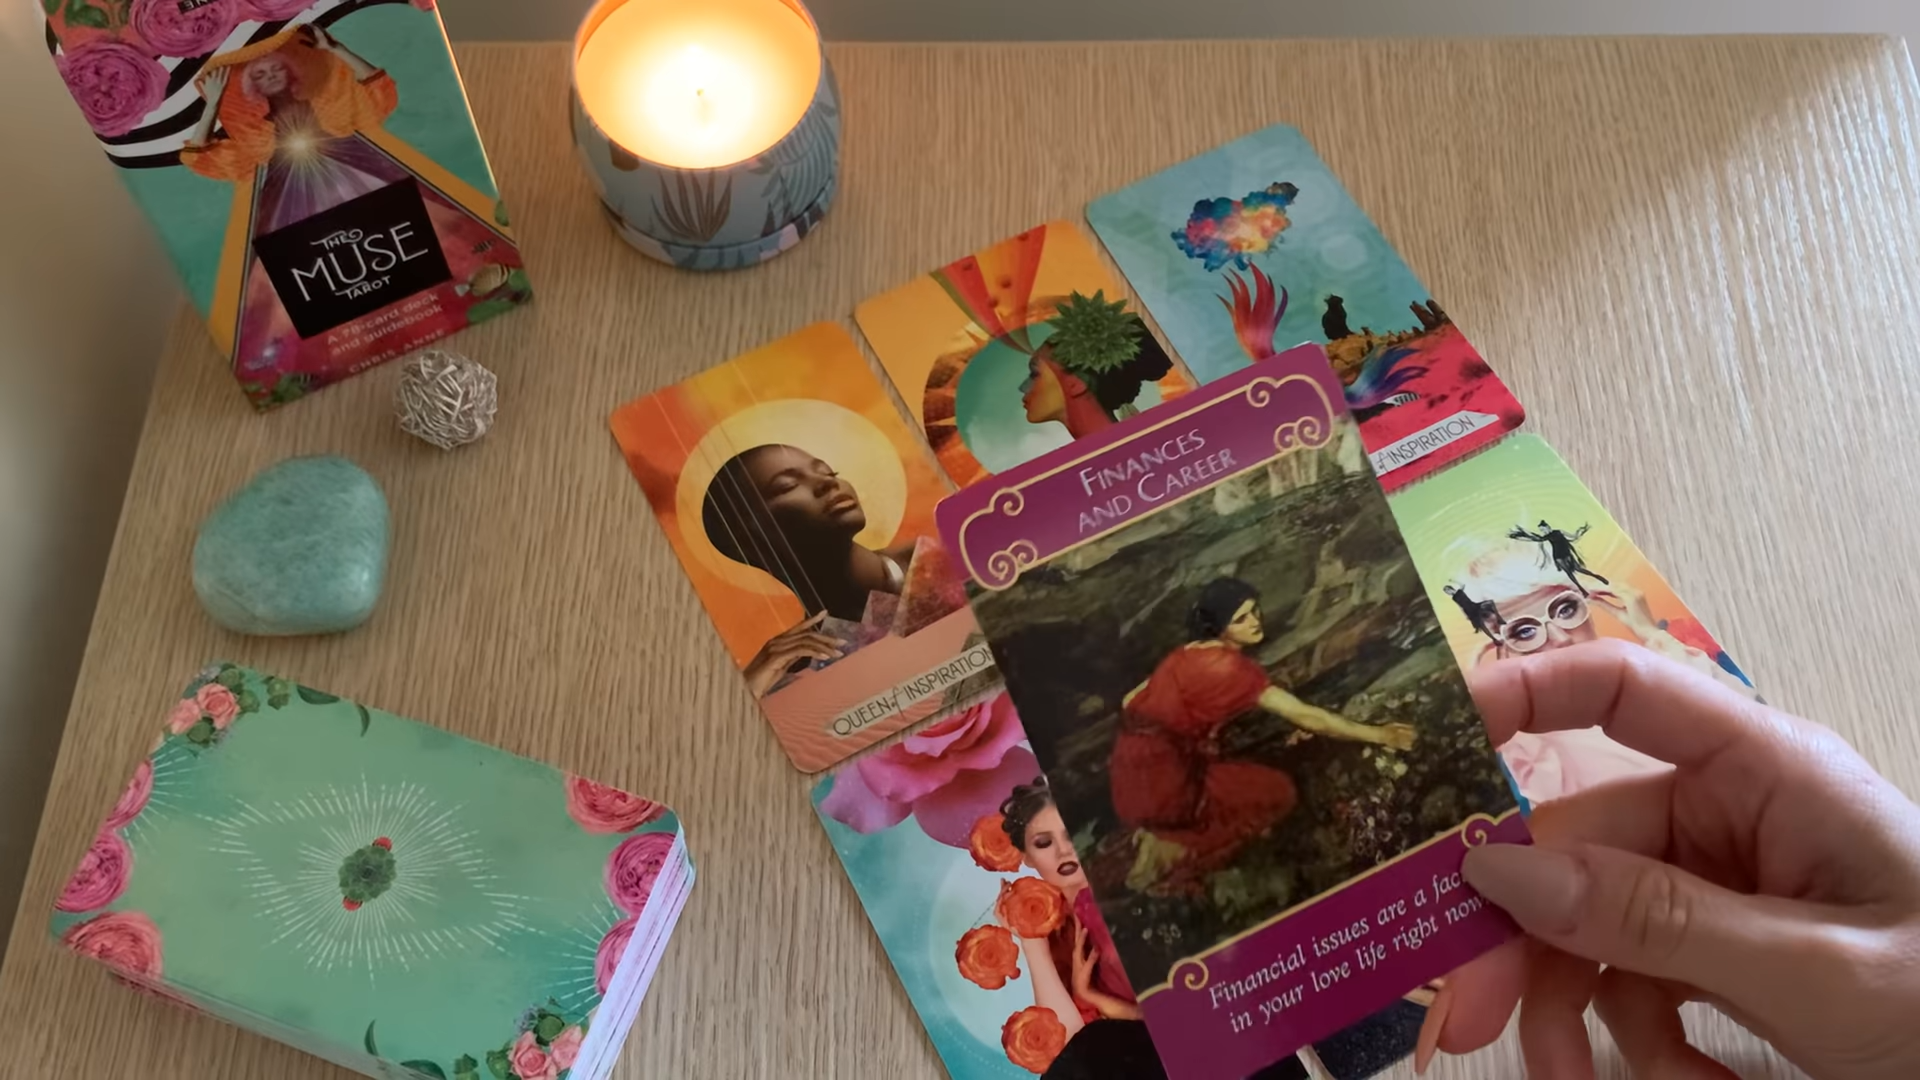 THE
MUSE
TAROT
A 78-card deck
and guidebook
CHRIS-ANNE
of INSPIRATION
QUEEN of INSPIRATION
FINANCES
AND CAREER
Financial issues are a
in your love life right now.